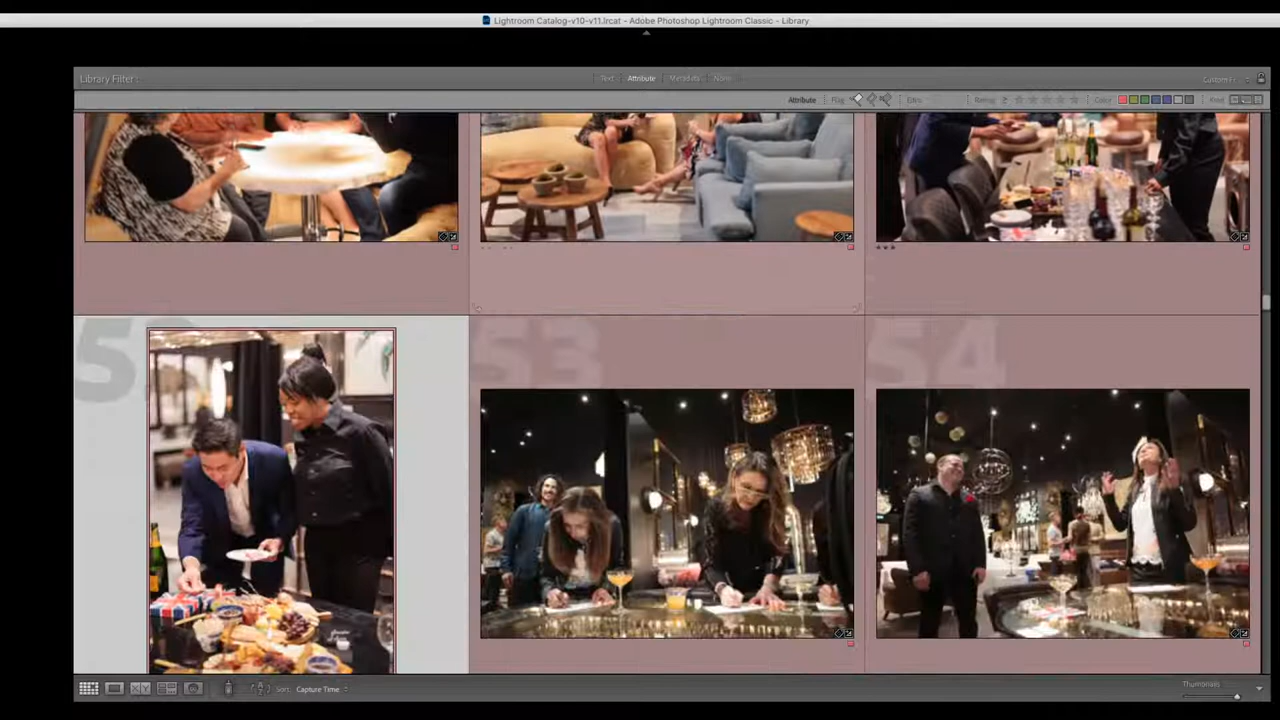 Lightroom Catalog-v10-v11.lrcat - Adobe Photoshop Lightroom Classic - Library
Library Filter: Text Attribute Metadata None Custom F
Attribute Flag Rating ≥ Color Kind
53 54
Sort: Capture Time Thumbnails